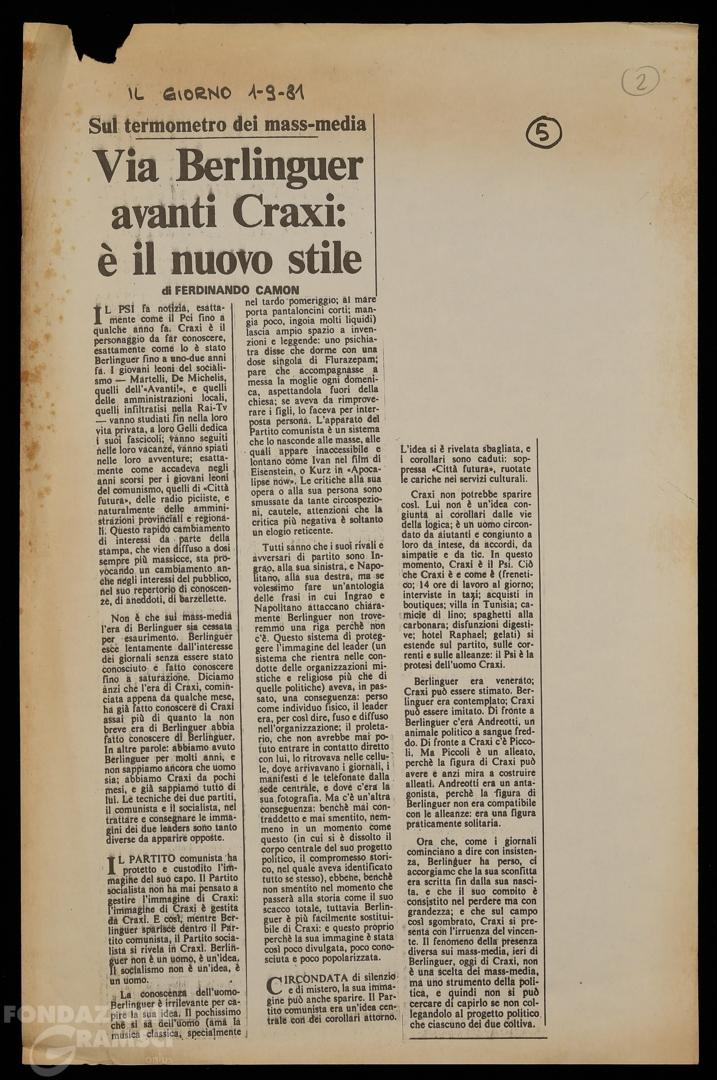 IL GIORNO 1-9-81
2
5
Sul termometro dei mass-media
Via Berlinguer
avanti Craxi:
è il nuovo stile
di FERDINANDO CAMON
IL PSI fa notizia, esatta-
mente come il Pci fino a
qualche anno fa. Craxi è il
personaggio da far conoscere,
esattamente come lo è stato
Berlinguer fino a uno-due anni
fa. I giovani leoni del sociali-
smo — Martelli, De Michelis,
quelli dell'«Avanti!», e quelli
delle amministrazioni locali,
quelli infiltratisi nella Rai-Tv
— vanno studiati fin nella loro
vita privata, a loro Gelli dedica
i suoi fascicoli; vanno seguiti
nelle loro vacanze, vanno spiati
nelle loro avventure; esatta-
mente come accadeva negli
anni scorsi per i giovani leoni
del comunismo, quelli di «Città
futura», delle radio piciiste, e
naturalmente delle ammini-
strazioni provinciali e regiona-
li. Questo rapido cambiamento
di interessi da parte della
stampa, che vien diffuso a dosi
sempre più massicce, sta pro-
vocando un cambiamento an-
che negli interessi del pubblico,
nel suo repertorio di conoscen-
ze, di aneddoti, di barzellette.
Non è che sui mass-media
l'era di Berlinguer sia cessata
per esaurimento. Berlinguer
esce lentamente dall'interesse
dei giornali senza essere stato
conosciuto e fatto conoscere
fino a saturazione. Diciamo
anzi che l'era di Craxi, comin-
ciata appena da qualche mese,
ha già fatto conoscere di Craxi
assai più di quanto la non
breve era di Berlinguer abbia
fatto conoscere di Berlinguer.
In altre parole: abbiamo avuto
Berlinguer per molti anni, e
non sappiamo ancora che uomo
sia; abbiamo Craxi da pochi
mesi, e già sappiamo tutto di
lui. Le tecniche dei due partiti,
il comunista e il socialista, nel
trattare e consegnare le imma-
gini dei due leaders sono tanto
diverse da apparire opposte.
IL PARTITO comunista ha
protetto e custodito l'im-
magine del suo capo. Il Partito
socialista non ha mai pensato a
gestire l'immagine di Craxi:
l'immagine di Craxi è gestita
da Craxi. E così, mentre Ber-
linguer sparisce dentro il Par-
tito comunista, il Partito socia-
lista si rivela in Craxi. Berlin-
guer non è un uomo, è un'idea.
Il socialismo non è un'idea, è
un uomo.
La conoscenza dell'uomo-
Berlinguer è irrilevante per ca-
pire la sua idea. Il pochissimo
che si sa dell'uomo (ama la
musica classica, specialmente
nel tardo pomeriggio; al mare
porta pantaloncini corti; man-
gia poco, ingoia molti liquidi)
lascia ampio spazio a inven-
zioni e leggende: uno psichia-
tra disse che dorme con una
dose singola di Flurazepam;
pare che accompagnasse a
messa la moglie ogni domeni-
ca, aspettandola fuori della
chiesa; se aveva da rimprove-
rare i figli, lo faceva per inter-
posta persona. L'apparato del
Partito comunista è un sistema
che lo nasconde alle masse, alle
quali appare inaccessibile e
lontano come Ivan nel film di
Eisenstein, o Kurz in «Apoca-
lipse now». Le critiche alla sua
opera o alla sua persona sono
smussate da tante circospezio-
ni, cautele, attenzioni che la
critica più negativa è soltanto
un elogio reticente.
Tutti sanno che i suoi rivali e
avversari di partito sono In-
grao, alla sua sinistra, e Napo-
litano, alla sua destra, ma se
volessimo fare un'antologia
delle frasi in cui Ingrao e
Napolitano attaccano chiara-
mente Berlinguer non trove-
remmo una riga perchè non
c'è. Questo sistema di proteg-
gere l'immagine del leader (un
sistema che rientra nelle con-
dotte delle organizzazioni mi-
stiche e religiose più che di
quelle politiche) aveva, in pas-
sato, una conseguenza: perso
come individuo fisico, il leader
era, per così dire, fuso e diffuso
nell'organizzazione; il proleta-
rio, che non avrebbe mai po-
tuto entrare in contatto diretto
con lui, lo ritrovava nelle cellu-
le, dove arrivavano i giornali, i
manifesti e le telefonate dalla
sede centrale, e dove c'era la
sua fotografia. Ma c'è un'altra
conseguenza: benchè mai con-
traddetto e mai smentito, nem-
meno in un momento come
questo (in cui si è dissolto il
corpo centrale del suo progetto
politico, il compromesso stori-
co, nel quale aveva identificato
tutto se stesso), ebbene, benchè
non smentito nel momento che
passerà alla storia come il suo
scacco totale, tuttavia Berlin-
guer è più facilmente sostitui-
bile di Craxi: e questo proprio
perchè la sua immagine è stata
così poco divulgata, poco cono-
sciuta e poco popolarizzata.
CIRCONDATA di silenzio
e di mistero, la sua imma-
gine può anche sparire. Il Par-
tito comunista era un'idea cen-
trale con dei corollari attorno.
L'idea si è rivelata sbagliata, e
i corollari sono caduti: sop-
pressa «Città futura», ruotate
le cariche nei servizi culturali.
Craxi non potrebbe sparire
così. Lui non è un'idea con-
giunta ai corollari dalle vie
della logica; è un uomo circon-
dato da aiutanti e congiunto a
loro da intese, da accordi, da
simpatie e da tic. In questo
momento, Craxi è il Psi. Ciò
che Craxi è e come è (freneti-
co; 14 ore di lavoro al giorno;
interviste in taxi; acquisti in
boutiques; villa in Tunisia; ca-
micie di lino; spaghetti alla
carbonara; disfunzioni digesti-
ve; hotel Raphael; gelati) si
estende sul partito, sulle cor-
renti e sulle alleanze: il Psi è la
protesi dell'uomo Craxi.
Berlinguer era venerato;
Craxi può essere stimato. Ber-
linguer era contemplato; Craxi
può essere imitato. Di fronte a
Berlinguer c'era Andreotti, un
animale politico a sangue fred-
do. Di fronte a Craxi c'è Picco-
li. Ma Piccoli è un alleato,
perchè la figura di Craxi può
avere e anzi mira a costruire
alleati. Andreotti era un anta-
gonista, perchè la figura di
Berlinguer non era compatibile
con le alleanze: era una figura
praticamente solitaria.
Ora che, come i giornali
cominciano a dire con insisten-
za, Berlinguer ha perso, ci
accorgiamo che la sua sconfitta
era scritta fin dalla sua nasci-
ta, e che il suo compito è
consistito nel perdere ma con
grandezza; e che sul campo
così sgombrato, Craxi si pre-
senta con l'irruenza del vincen-
te. Il fenomeno della presenza
diversa sui mass-media, ieri di
Berlinguer, oggi di Craxi, non
è una scelta dei mass-media,
ma uno strumento della poli-
tica, e quindi non si può
cercare di capirlo se non col-
legandolo al progetto politico
che ciascuno dei due coltiva.
FONDAZIONE
GRAMSCI
onlus